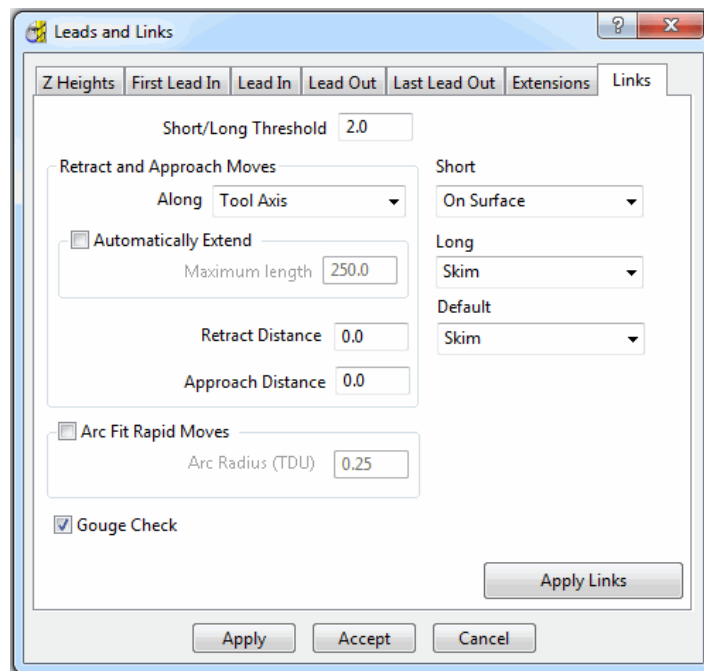 Leads and Links
? X
Z Heights First Lead In Lead In Lead Out Last Lead Out Extensions Links
Short/Long Threshold 2.0
Retract and Approach Moves Short
Along Tool Axis On Surface
Automatically Extend Long
Maximum length 250.0 Skim
Default
Retract Distance 0.0 Skim
Approach Distance 0.0
Arc Fit Rapid Moves
Arc Radius (TDU) 0.25
Gouge Check
Apply Links
Apply Accept Cancel